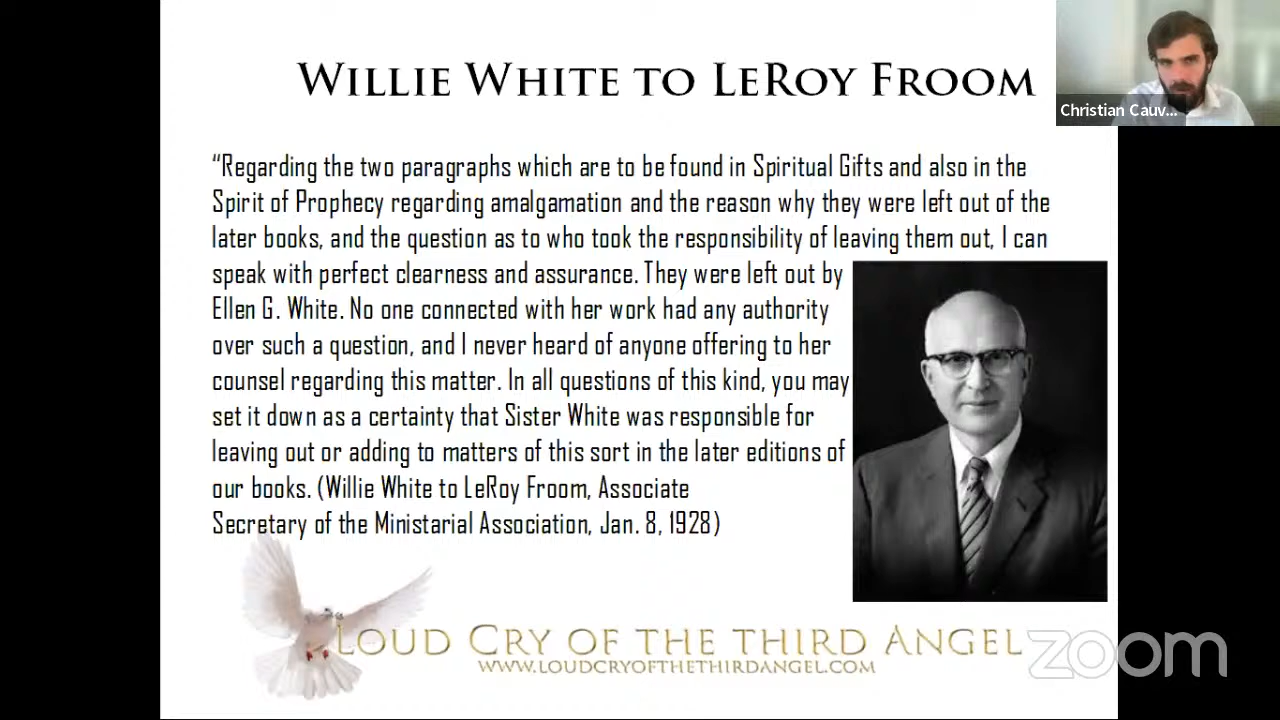 WILLIE WHITE TO LEROY FROOM
Christian Cauv...
“Regarding the two paragraphs which are to be found in Spiritual Gifts and also in the
Spirit of Prophecy regarding amalgamation and the reason why they were left out of the
later books, and the question as to who took the responsibility of leaving them out, I can
speak with perfect clearness and assurance. They were left out by
Ellen G. White. No one connected with her work had any authority
over such a question, and I never heard of anyone offering to her
counsel regarding this matter. In all questions of this kind, you may
set it down as a certainty that Sister White was responsible for
leaving out or adding to matters of this sort in the later editions of
our books. (Willie White to LeRoy Froom, Associate
Secretary of the Ministarial Association, Jan. 8, 1928)
LOUD CRY OF THE THIRD ANGEL
WWW.LOUDCRYOFTHETHIRDANGEL.COM
zoom